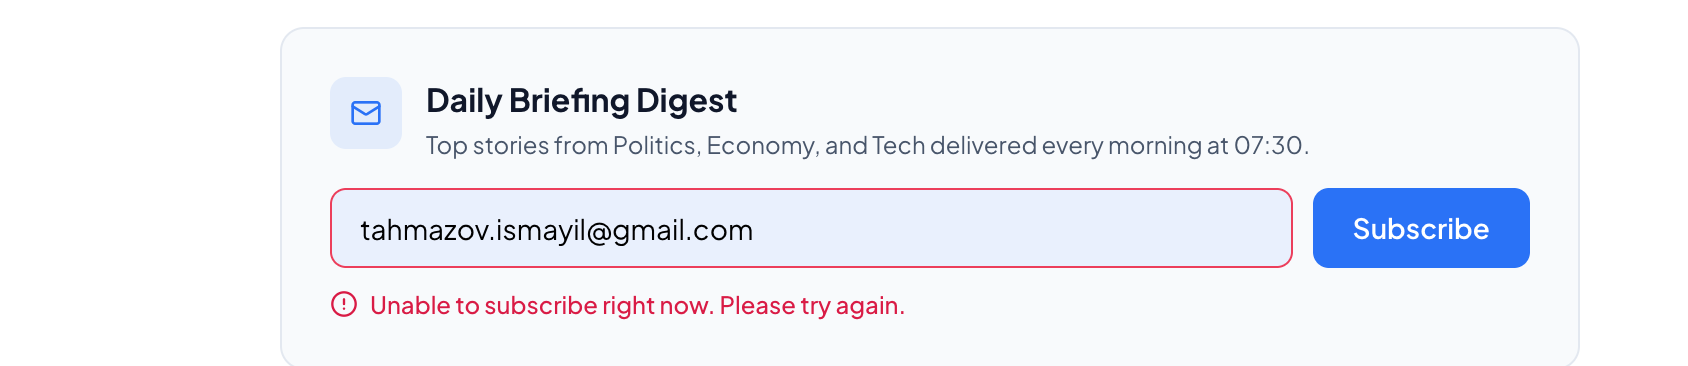 Daily Briefing Digest
Top stories from Politics, Economy, and Tech delivered every morning at 07:30.
tahmazov.ismayil@gmail.com
Subscribe
Unable to subscribe right now. Please try again.